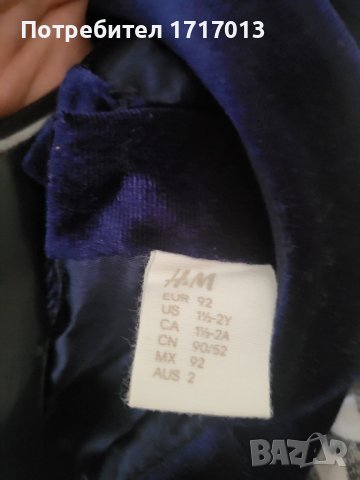 Потребител 1717013
H&M
EUR 92
US 1½-2Y
CA 1½-2A
CN 90/52
MX 92
AUS 2
BAZAR